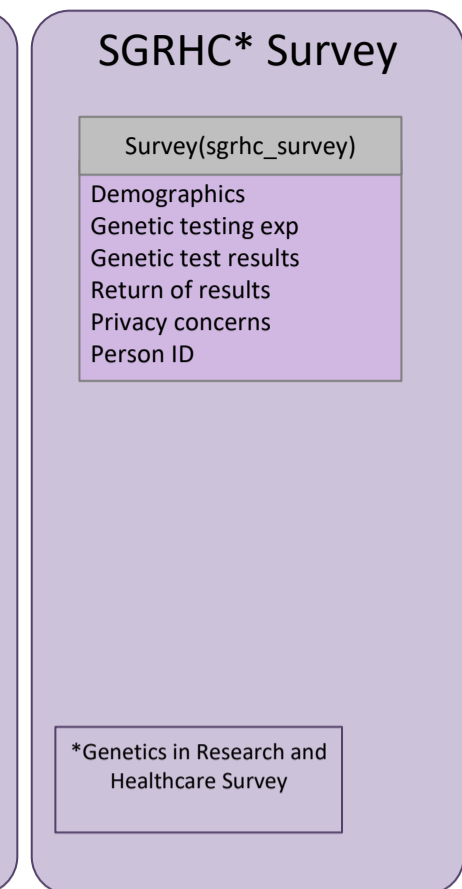 SGRHC* Survey
Survey(sgrhc_survey)
Demographics
Genetic testing exp
Genetic test results
Return of results
Privacy concerns
Person ID
*Genetics in Research and
Healthcare Survey